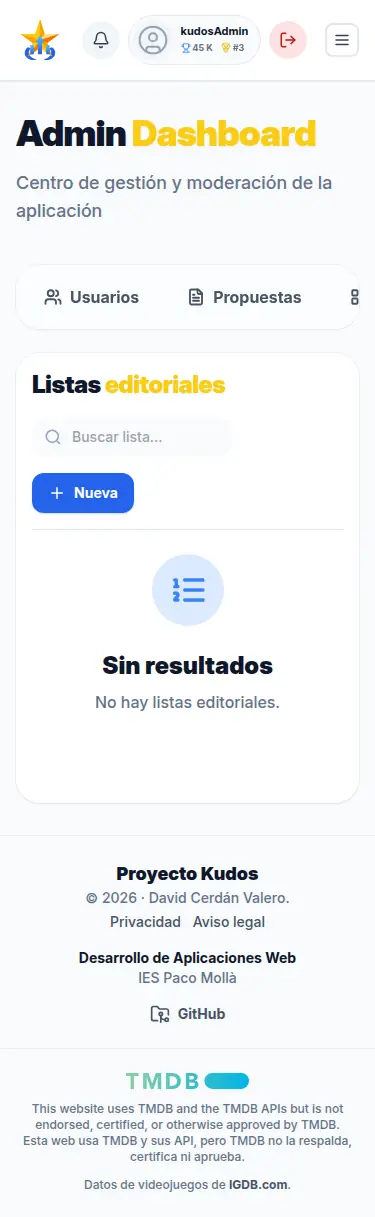 kudosAdmin
45 K #3
Admin Dashboard
Centro de gestión y moderación de la
aplicación
Usuarios Propuestas
Listas editoriales
Buscar lista...
Nueva
Sin resultados
No hay listas editoriales.
Proyecto Kudos
© 2026 · David Cerdán Valero.
Privacidad Aviso legal
Desarrollo de Aplicaciones Web
IES Paco Mollà
GitHub
TMDB
This website uses TMDB and the TMDB APIs but is not
endorsed, certified, or otherwise approved by TMDB.
Esta web usa TMDB y sus API, pero TMDB no la respalda,
certifica ni aprueba.
Datos de videojuegos de IGDB.com.